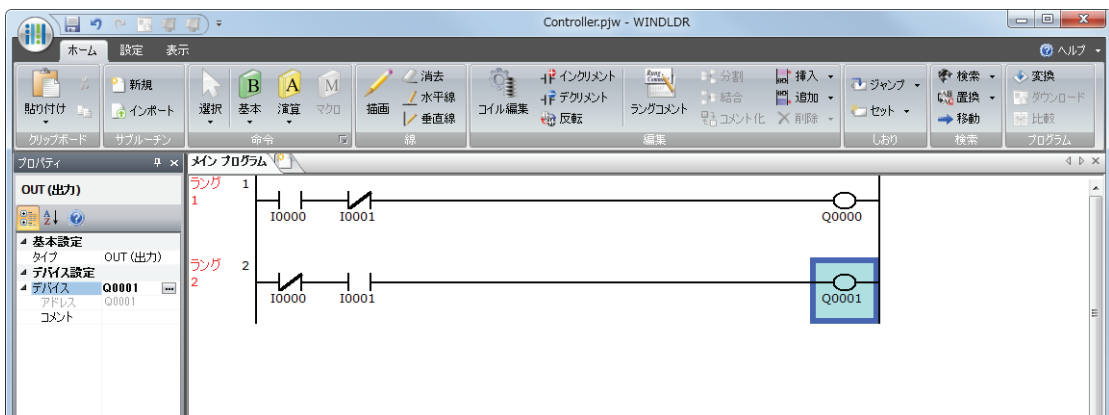 Controller.pjw - WINDLDR
ホーム 設定 表示 ヘルプ
貼り付け 新規 インポート 選択 B 基本 A 演算 M マクロ 描画 消去 水平線 垂直線 コイル編集 インクリメント デクリメント 反転 ラングコメント 分割 結合 コメント化 挿入 追加 削除 ジャンプ セット 検索 置換 移動 変換 ダウンロード 比較
クリップボード サブルーチン 命令 線 編集 しおり 検索 プログラム
プロパティ
メイン プログラム
OUT (出力)
基本設定
タイプ OUT (出力)
デバイス設定
デバイス Q0001
アドレス Q0001
コメント
ラング 1
1
I0000 I0001 Q0000
ラング 2
2
I0000 I0001 Q0001